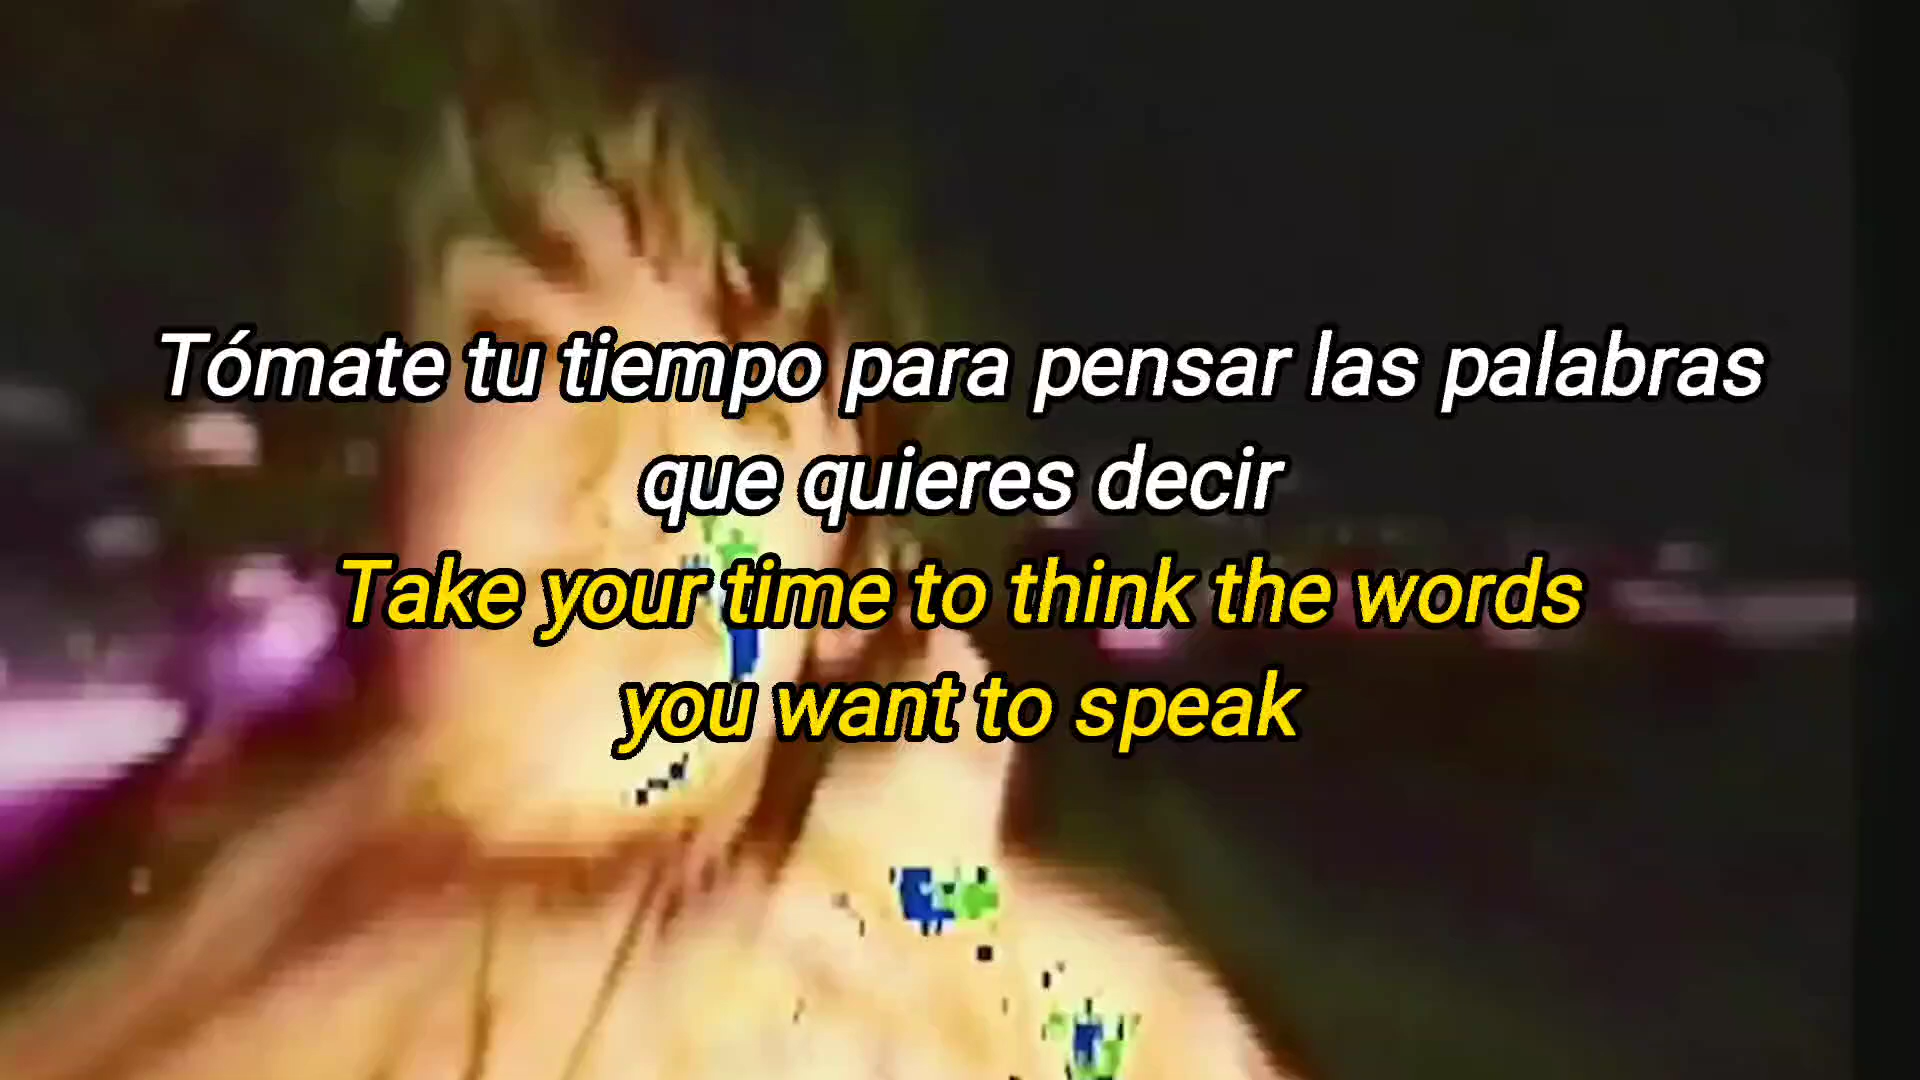 Tómate tu tiempo para pensar las palabras
que quieres decir
Take your time to think the words
you want to speak